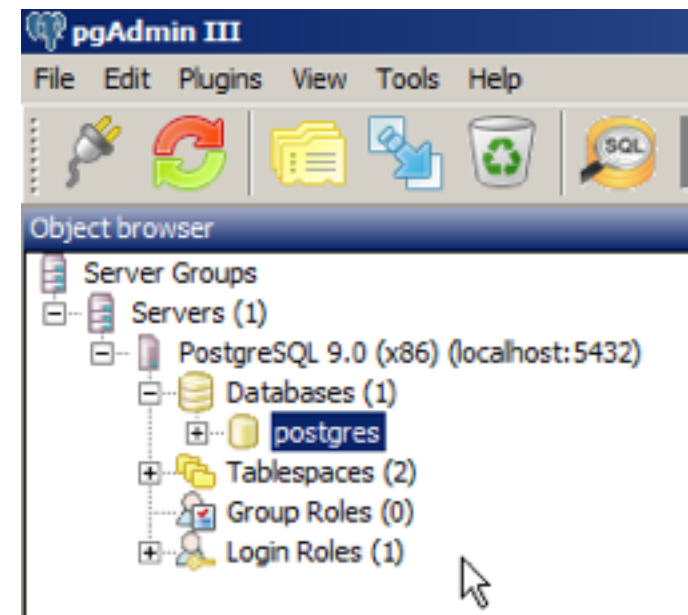 pgAdmin III
File Edit Plugins View Tools Help
SQL
Object browser
Server Groups
Servers (1)
PostgreSQL 9.0 (x86) (localhost:5432)
Databases (1)
postgres
Tablespaces (2)
Group Roles (0)
Login Roles (1)